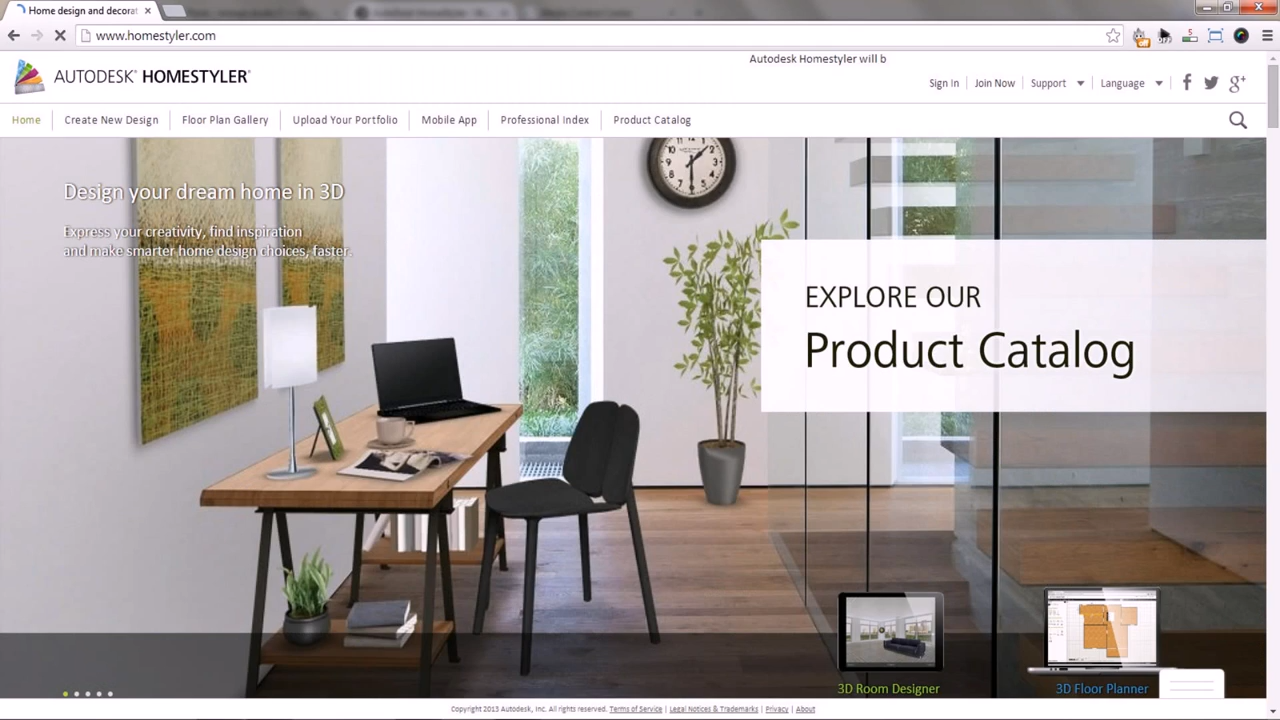 Home design and decorat
www.homestyler.com
AUTODESK® HOMESTYLER®
Autodesk Homestyler will b
Sign In
Join Now
Support
Language
Home
Create New Design
Floor Plan Gallery
Upload Your Portfolio
Mobile App
Professional Index
Product Catalog
Design your dream home in 3D
Express your creativity, find inspiration
and make smarter home design choices, faster.
EXPLORE OUR
Product Catalog
3D Room Designer
3D Floor Planner
Copyright 2013 Autodesk, Inc. All rights reserved. Terms of Service | Legal Notices & Trademarks | Privacy | About